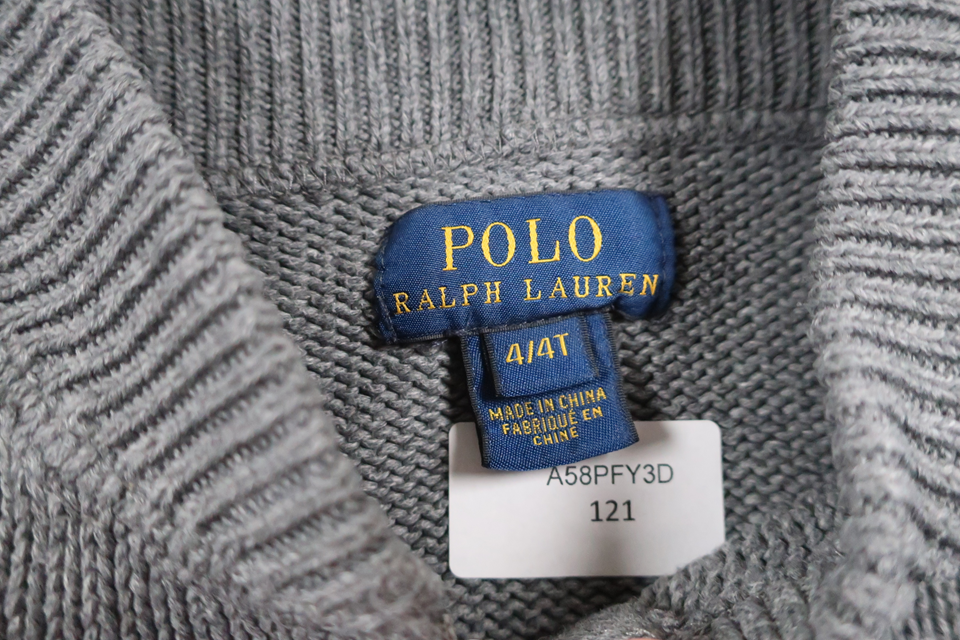 POLO
RALPH LAUREN
4/4T
MADE IN CHINA
FABRIQUÉ EN
CHINE
A58PFY3D
121